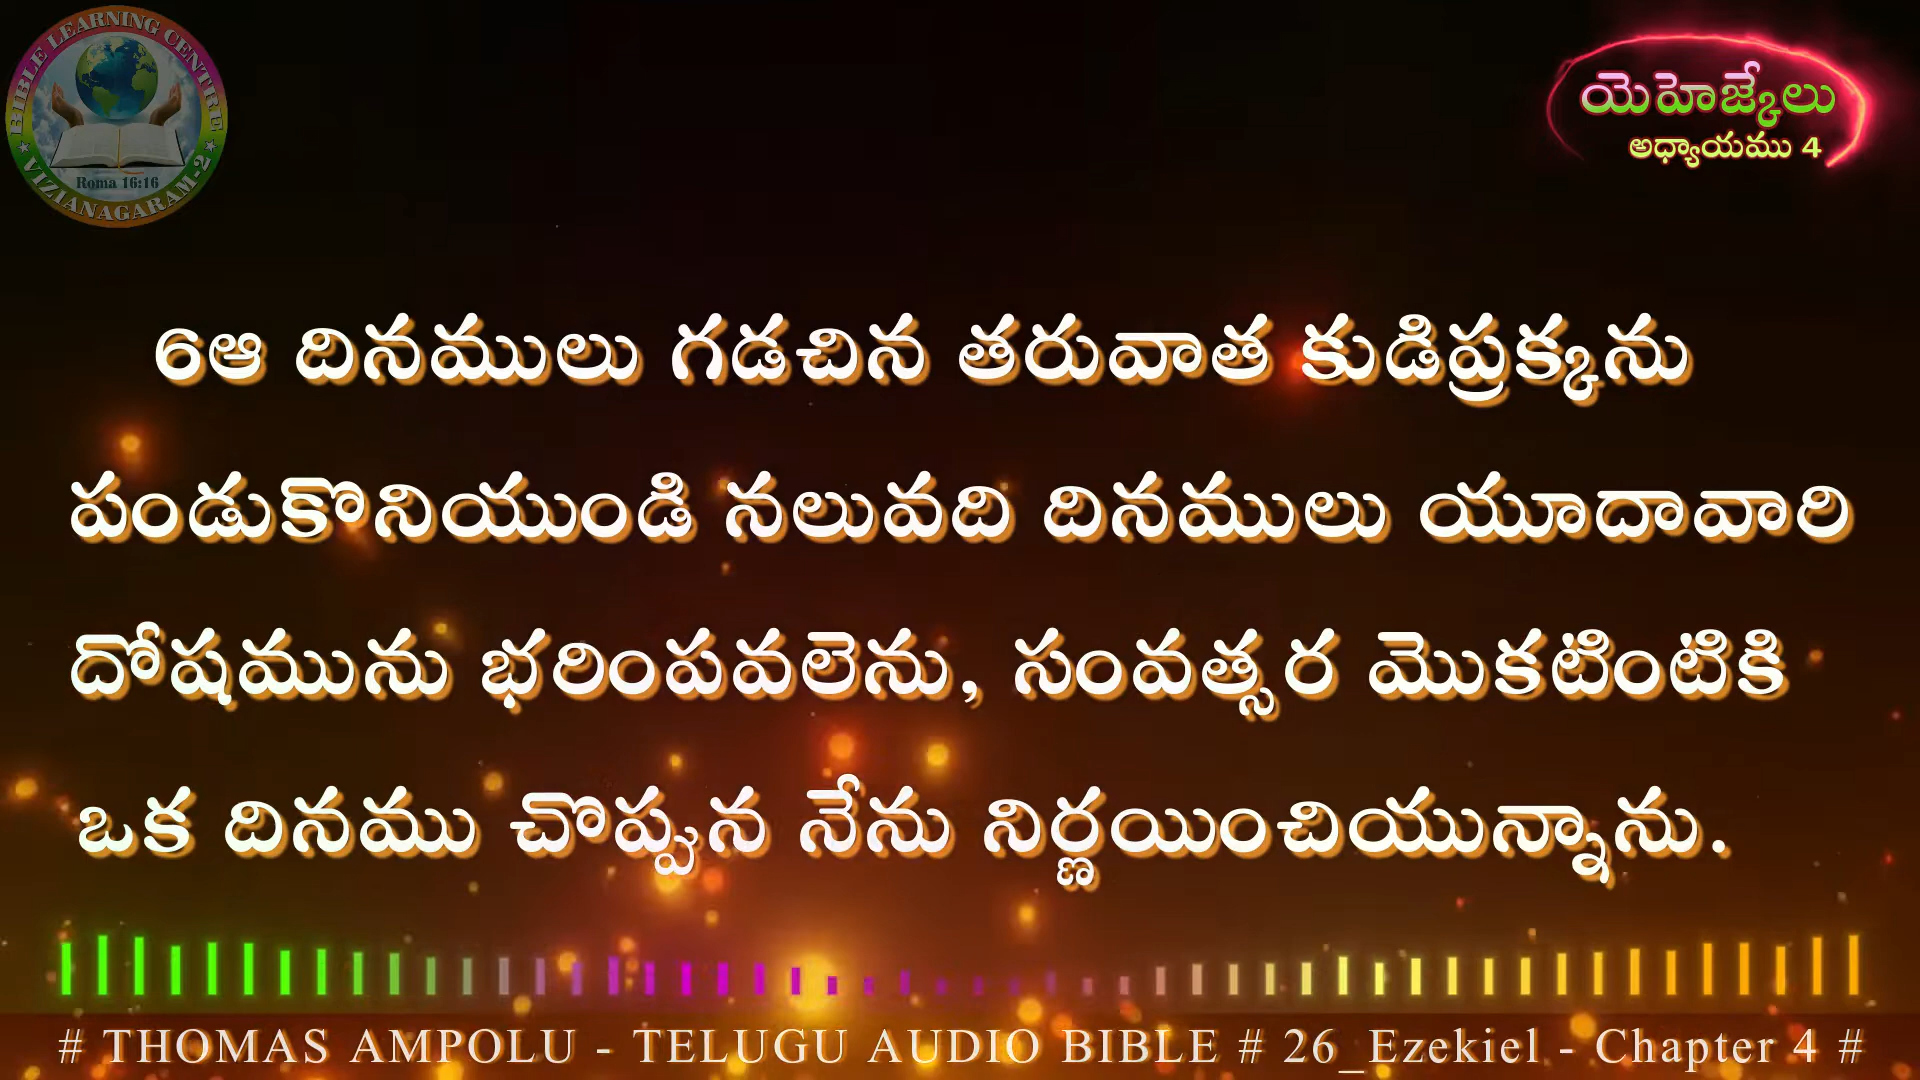 BIBLE LEARNING CENTRE
Roma 16:16
★ VIZIANAGARAM-2 ★
యెహెజ్కేలు
అధ్యాయము 4
6ఆ దినములు గడచిన తరువాత కుడిప్రక్కను
పండుకొనియుండి నలువది దినములు యూదావారి
దోషమును భరింపవలెను, సంవత్సర మొకటింటికి
ఒక దినము చొప్పున నేను నిర్ణయించియున్నాను.
# THOMAS AMPOLU - TELUGU AUDIO BIBLE # 26_Ezekiel - Chapter 4 #